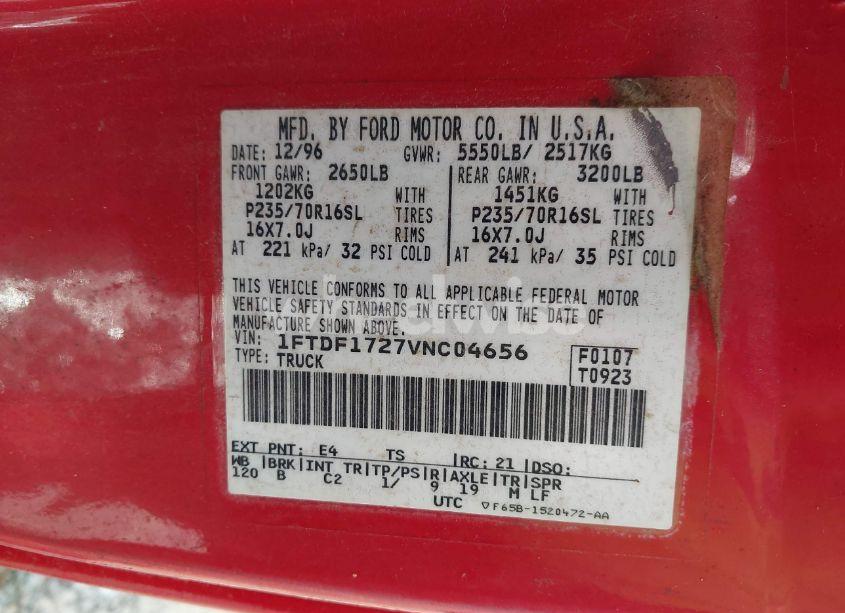 MFD. BY FORD MOTOR CO. IN U.S.A.
DATE: 12/96 GVWR: 5550LB/ 2517KG
FRONT GAWR: 2650LB REAR GAWR: 3200LB
1202KG WITH 1451KG WITH
P235/70R16SL TIRES P235/70R16SL TIRES
16X7.0J RIMS 16X7.0J RIMS
AT 221 kPa/ 32 PSI COLD AT 241 kPa/ 35 PSI COLD
THIS VEHICLE CONFORMS TO ALL APPLICABLE FEDERAL MOTOR
VEHICLE SAFETY STANDARDS IN EFFECT ON THE DATE OF
MANUFACTURE SHOWN ABOVE.
VIN: 1FTDF1727VNC04656 F0107
TYPE: TRUCK T0923
EXT PNT: E4 TS |RC: 21 |DSO:
WB |BRK|INT TR|TP/PS|R|AXLE|TR|SPR
120 B C2 1/ 9 19 M LF
UTC ▽F65B-1520472-AA